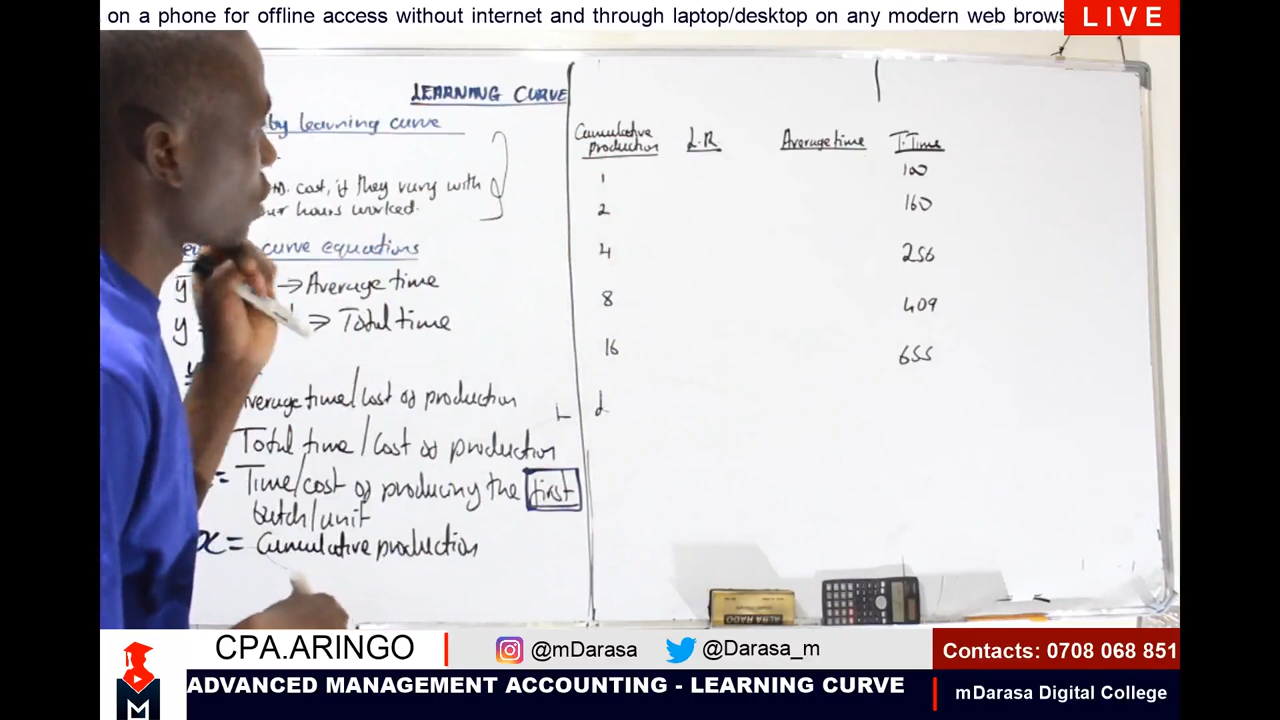 on a phone for offline access without internet and through laptop/desktop on any modern web brows
LIVE
LEARNING CURVE
by learning curve
cost, if they vary with
hours worked.
curve equations
y → Average time
y = ⇒ Total time
Average time/cost of production
Total time/cost of production
= Time/cost of producing the first
batch/unit
x = Cumulative production
Cumulative production L.R Average time T.Time
1 100
2 160
4 256
8 409
16 655
CPA.ARINGO
@mDarasa
@Darasa_m
Contacts: 0708 068 851
ADVANCED MANAGEMENT ACCOUNTING - LEARNING CURVE
mDarasa Digital College
M